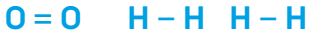 O = O H – H H – H